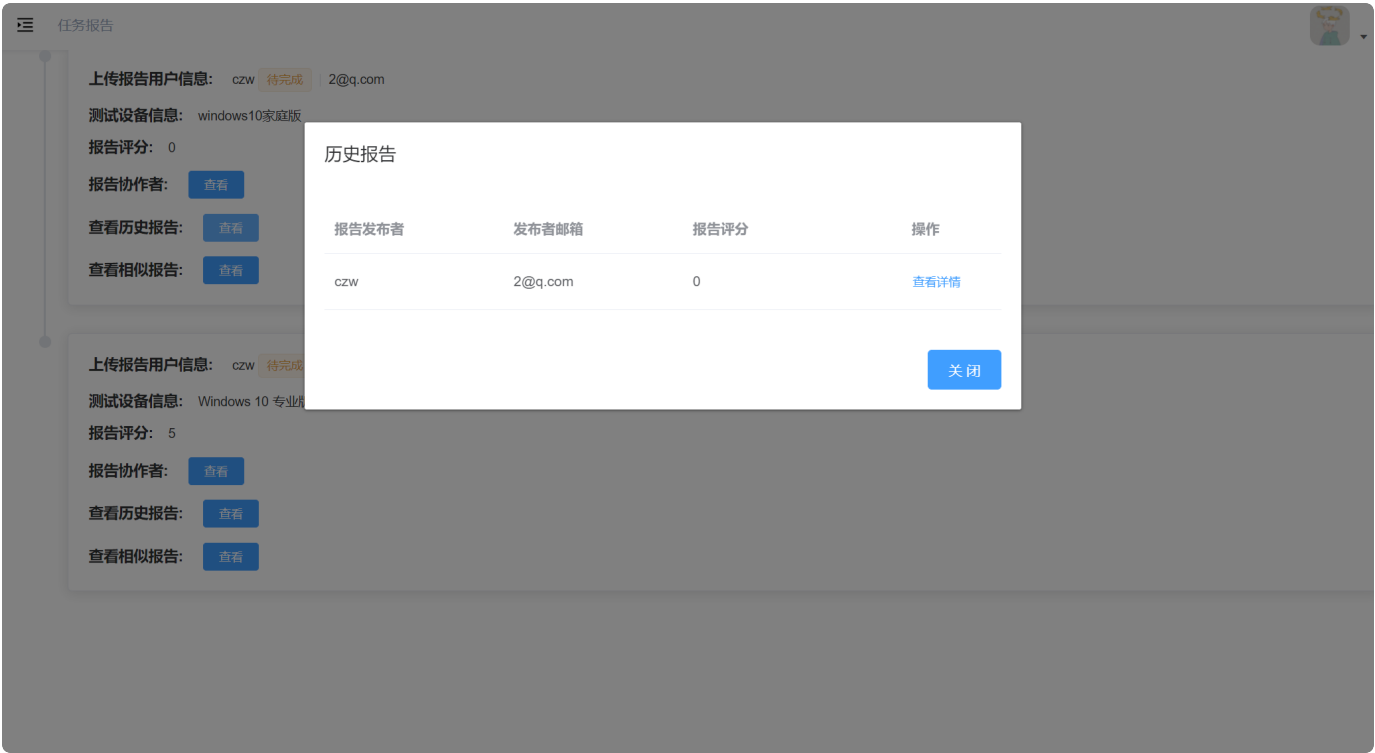 任务报告
上传报告用户信息: czw 待完成 2@q.com
测试设备信息: windows10家庭版
报告评分: 0
报告协作者: 查看
查看历史报告: 查看
查看相似报告: 查看
历史报告
报告发布者 发布者邮箱 报告评分 操作
czw 2@q.com 0 查看详情
关闭
上传报告用户信息: czw 待完成
测试设备信息: Windows 10 专业版
报告评分: 5
报告协作者: 查看
查看历史报告: 查看
查看相似报告: 查看